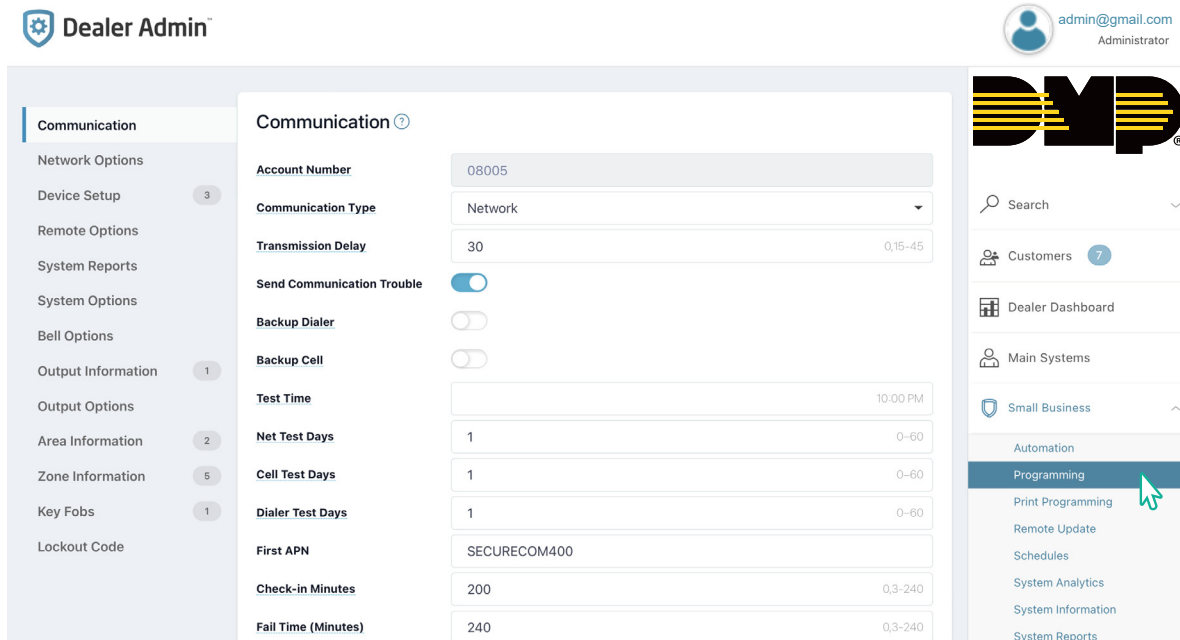 Dealer Admin™
admin@gmail.com
Administrator
Communication
Network Options
Device Setup 3
Remote Options
System Reports
System Options
Bell Options
Output Information 1
Output Options
Area Information 2
Zone Information 5
Key Fobs 1
Lockout Code
Communication ?
Account Number 08005
Communication Type Network
Transmission Delay 30 0,15-45
Send Communication Trouble
Backup Dialer
Backup Cell
Test Time 10:00 PM
Net Test Days 1 0-60
Cell Test Days 1 0-60
Dialer Test Days 1 0-60
First APN SECURECOM400
Check-in Minutes 200 0,3-240
Fail Time (Minutes) 240 0,3-240
DMP®
Search
Customers 7
Dealer Dashboard
Main Systems
Small Business
Automation
Programming
Print Programming
Remote Update
Schedules
System Analytics
System Information
System Reports